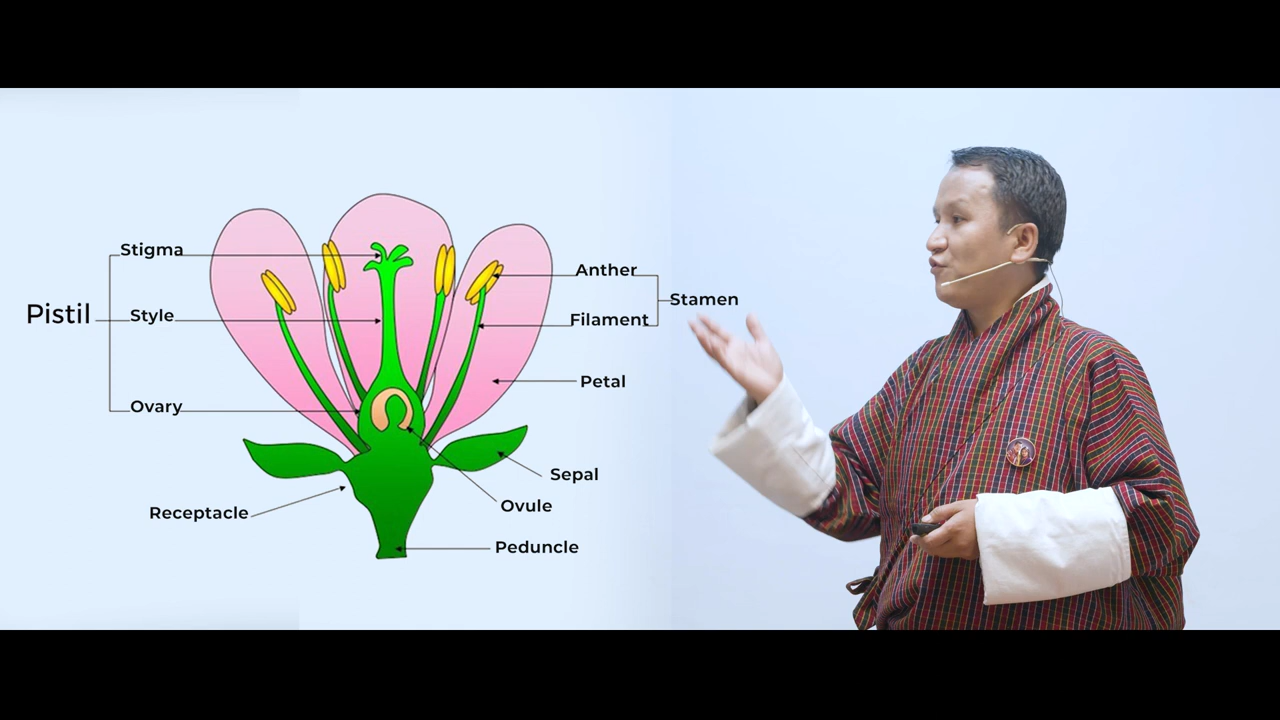 Stigma
Anther
Stamen
Pistil
Style
Filament
Petal
Ovary
Sepal
Ovule
Receptacle
Peduncle